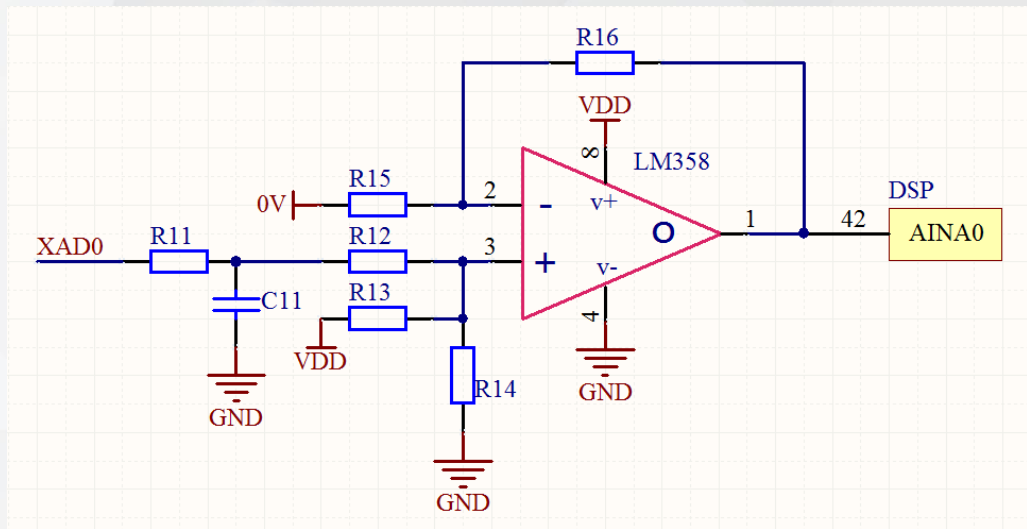 R16
VDD
8
LM358
R15
2
-
v+
DSP
0V
O
1
42
AINA0
XAD0
R11
R12
3
+
v-
C11
R13
4
VDD
R14
GND
GND
GND